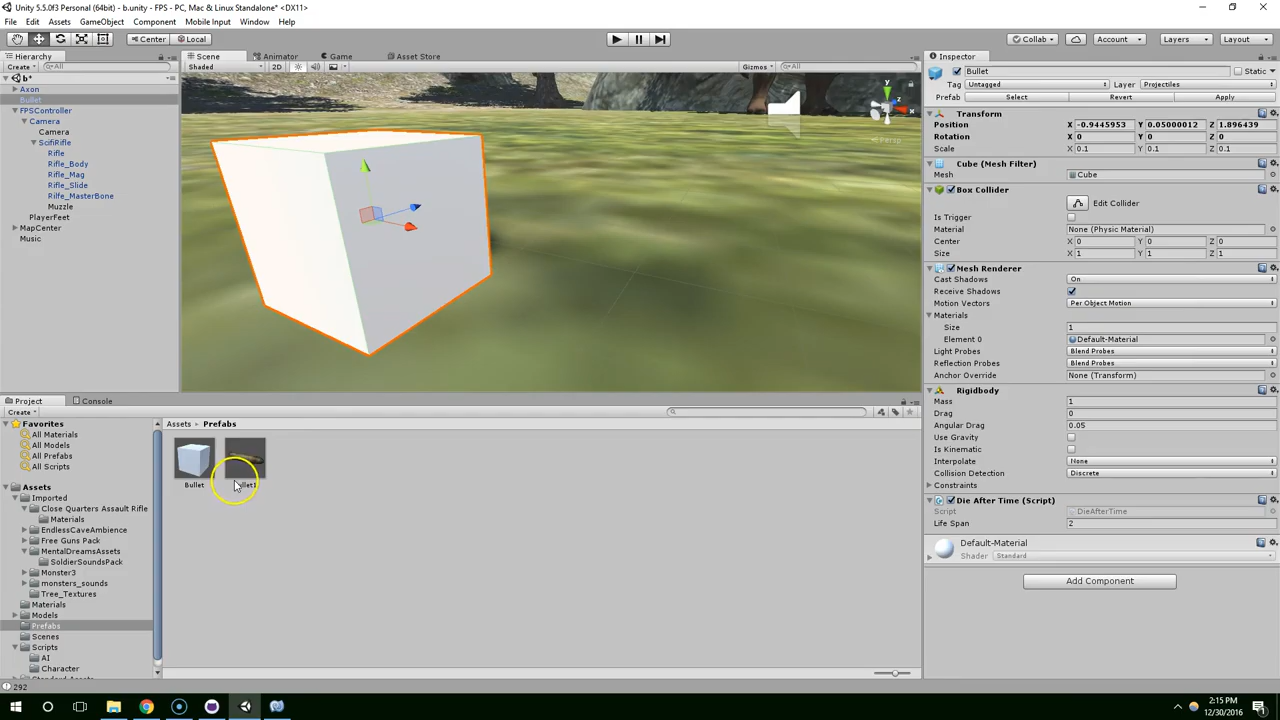 Unity 5.5.0f3 Personal (64bit) - b.unity - FPS - PC, Mac & Linux Standalone* <DX11>
File Edit Assets GameObject Component Mobile Input Window Help
Center Local Collab Account Layers Layout
Hierarchy Scene Animator Game Asset Store Inspector
Create All Shaded 2D Gizmos All Bullet Static
b*
Axon Tag Untagged Layer Projectiles
Bullet Prefab Select Revert Apply
FPSController Transform
Camera Position X -0.9445953 Y 0.05000012 Z 1.896439
Camera Rotation X 0 Y 0 Z 0
SciFiRifle Scale X 0.1 Y 0.1 Z 0.1
Rifle Cube (Mesh Filter)
Rifle_Body Mesh Cube
Rifle_Mag
Rifle_Slide Box Collider
Rilfe_MasterBone Edit Collider
Muzzle
PlayerFeet Is Trigger
MapCenter Material None (Physic Material)
Music Center X 0 Y 0 Z 0
Size X 1 Y 1 Z 1
Persp
Mesh Renderer
Cast Shadows On
Receive Shadows
Motion Vectors Per Object Motion
Materials
Size 1
Element 0 Default-Material
Light Probes Blend Probes
Reflection Probes Blend Probes
Anchor Override None (Transform)
Rigidbody
Mass 1
Drag 0
Angular Drag 0.05
Use Gravity
Is Kinematic
Interpolate None
Collision Detection Discrete
Constraints
Die After Time (Script)
Script DieAfterTime
Life Span 2
Default-Material
Shader Standard
Add Component
Project Console
Create
Favorites Assets Prefabs
All Materials
All Models
All Prefabs
All Scripts
Bullet
Assets
Imported
Close Quarters Assault Rifle
Materials
EndlessCaveAmbience
Free Guns Pack
MentalDreamsAssets
SoldierSoundsPack
Monster3
monsters_sounds
Tree_Textures
Materials
Models
Prefabs
Scenes
Scripts
AI
Character
292
2:15 PM
12/30/2016